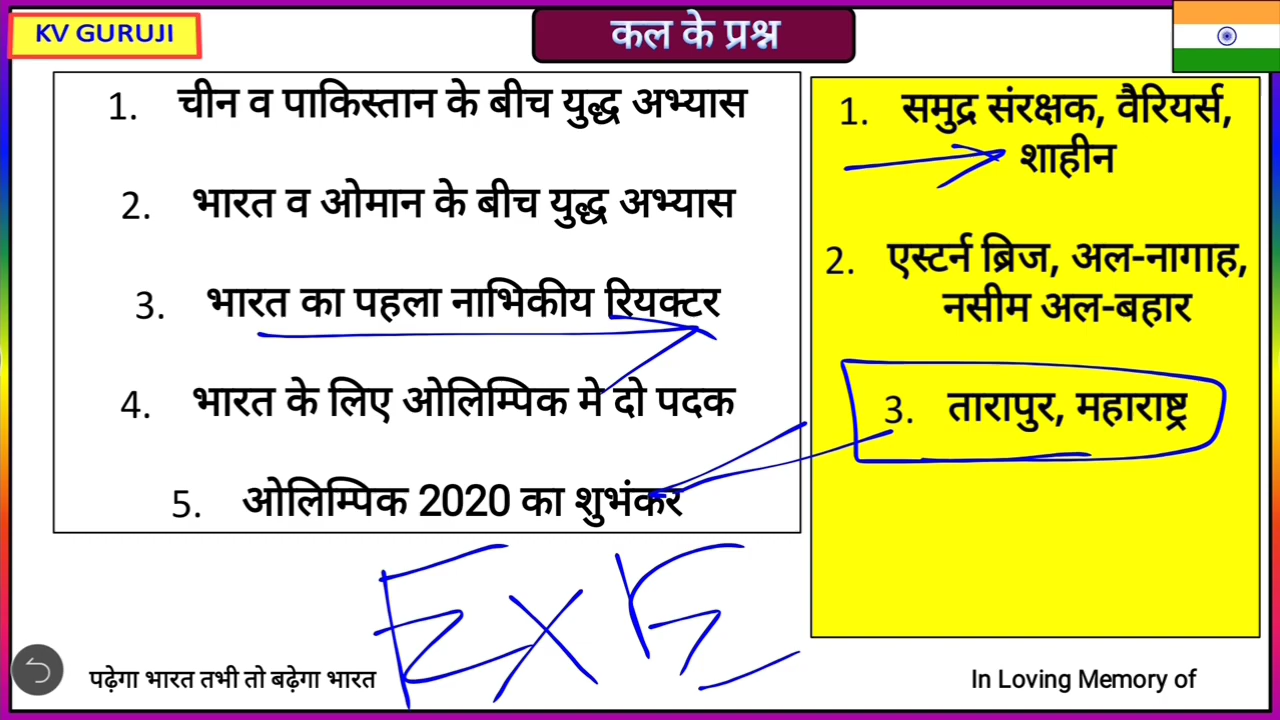 KV GURUJI
कल के प्रश्न
1. चीन व पाकिस्तान के बीच युद्ध अभ्यास
2. भारत व ओमान के बीच युद्ध अभ्यास
3. भारत का पहला नाभिकीय रियक्टर
4. भारत के लिए ओलिम्पिक मे दो पदक
5. ओलिम्पिक 2020 का शुभंकर
1. समुद्र संरक्षक, वैरियर्स,
शाहीन
2. एस्टर्न ब्रिज, अल-नागाह,
नसीम अल-बहार
3. तारापुर, महाराष्ट्र
पढ़ेगा भारत तभी तो बढ़ेगा भारत
In Loving Memory of